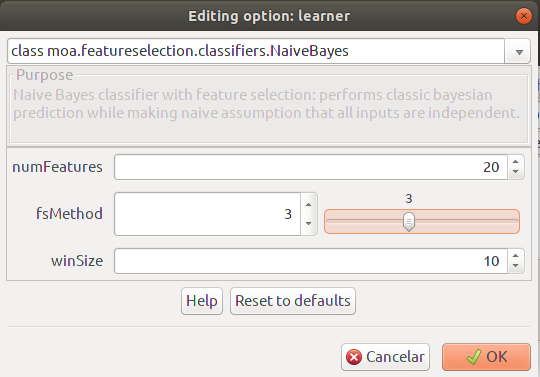 Editing option: learner
class moa.featureselection.classifiers.NaiveBayes
Purpose
Naive Bayes classifier with feature selection: performs classic bayesian
prediction while making naive assumption that all inputs are independent.
numFeatures 20
3
fsMethod 3
winSize 10
Help Reset to defaults
Cancelar OK